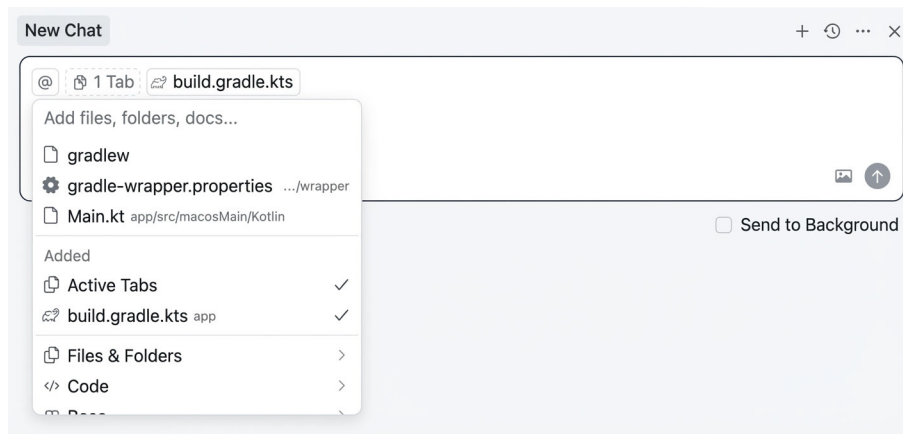 New Chat
@ 1 Tab build.gradle.kts
Add files, folders, docs...
gradlew
gradle-wrapper.properties .../wrapper
Main.kt app/src/macosMain/Kotlin
Send to Background
Added
Active Tabs
build.gradle.kts app
Files & Folders
</> Code